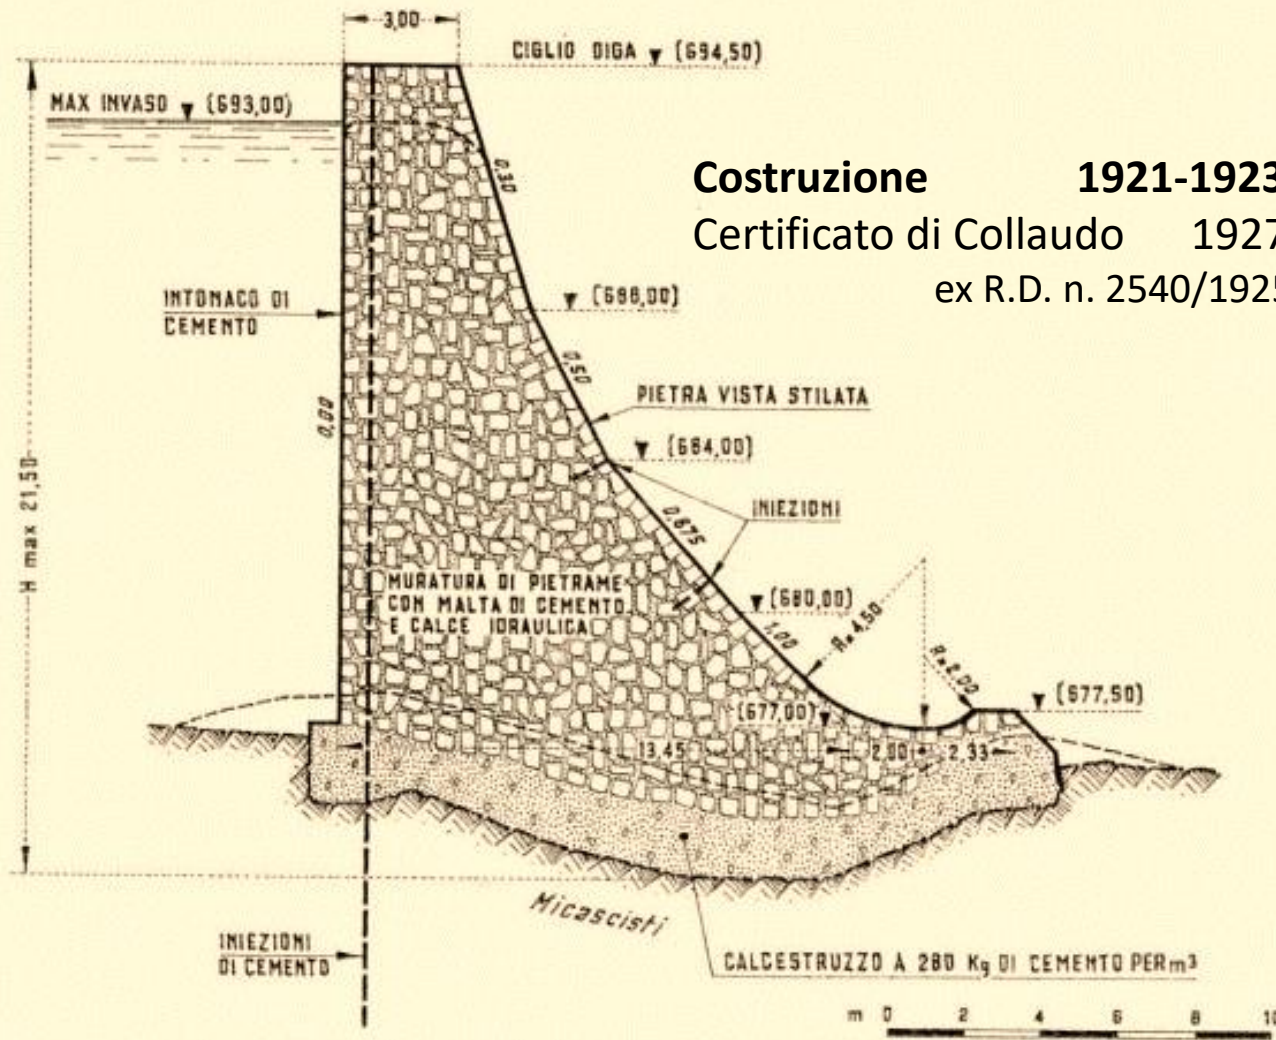 3,00
CIGLIO DIGA (694,50)
MAX INVASO (693,00)
Costruzione 1921-1923
Certificato di Collaudo 1927
ex R.D. n. 2540/1925
0,30
INTONACO DI
CEMENTO
(688,00)
0,50
PIETRA VISTA STILATA
0,00
(684,00)
H max 21,50
INIEZIONI
0,675
MURATURA DI PIETRAME
CON MALTA DI CEMENTO
E CALCE IDRAULICA
(680,00)
1,00
R=4,50
R=2,00
(677,00)
(677,50)
13.45
2.00
2.33
Micascisti
INIEZIONI
DI CEMENTO
CALCESTRUZZO A 280 Kg DI CEMENTO PER m³
m 0 2 4 6 8 10